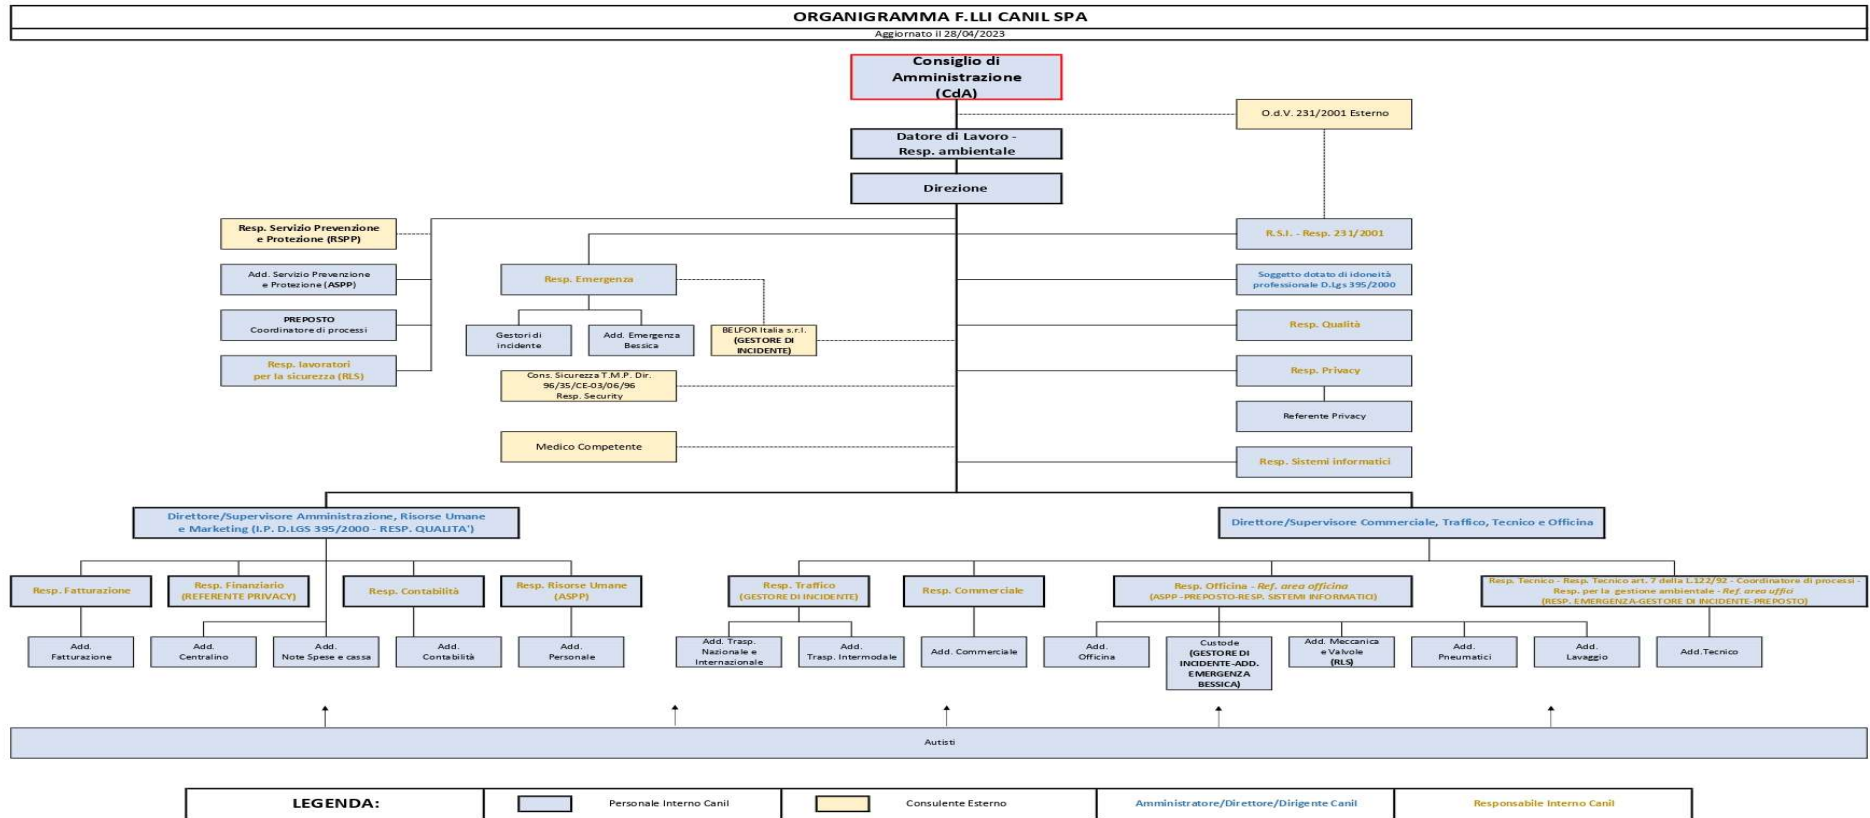 ORGANIGRAMMA F.LLI CANIL SPA
Aggiornato il 28/04/2023
Consiglio di
Amministrazione
(CdA)
O.d.V. 231/2001 Esterno
Datore di Lavoro -
Resp. ambientale
Direzione
Resp. Servizio Prevenzione
e Protezione (RSPP)
R.S.I. - Resp. 231/2001
Add. Servizio Prevenzione
e Protezione (ASPP)
Resp. Emergenza
Soggetto dotato di idoneità
professionale D.Lgs 395/2000
PREPOSTO
Coordinatore di processi
Gestori di
incidente
Add. Emergenza
Bessica
BELFOR Italia s.r.l.
(GESTORE DI
INCIDENTE)
Resp. Qualità
Resp. lavoratori
per la sicurezza (RLS)
Cons. Sicurezza T.M.P. Dir.
96/35/CE-03/06/96
Resp. Security
Resp. Privacy
Referente Privacy
Medico Competente
Resp. Sistemi informatici
Direttore/Supervisore Amministrazione, Risorse Umane
e Marketing (I.P. D.LGS 395/2000 - RESP. QUALITA')
Direttore/Supervisore Commerciale, Traffico, Tecnico e Officina
Resp. Fatturazione
Resp. Finanziario
(REFERENTE PRIVACY)
Resp. Contabilità
Resp. Risorse Umane
(ASPP)
Resp. Traffico
(GESTORE DI INCIDENTE)
Resp. Commerciale
Resp. Officina - Ref. area officina
(ASPP -PREPOSTO-RESP. SISTEMI INFORMATICI)
Resp. Tecnico - Resp. Tecnico art. 7 della L.122/92 - Coordinatore di processi -
Resp. per la gestione ambientale - Ref. area uffici
(RESP. EMERGENZA-GESTORE DI INCIDENTE-PREPOSTO)
Add.
Fatturazione
Add.
Centralino
Add.
Note Spese e cassa
Add.
Contabilità
Add.
Personale
Add. Trasp.
Nazionale e
Internazionale
Add.
Trasp. Intermodale
Add. Commerciale
Add.
Officina
Custode
(GESTORE DI
INCIDENTE-ADD.
EMERGENZA
BESSICA)
Add. Meccanica
e Valvole
(RLS)
Add.
Pneumatici
Add.
Lavaggio
Add.Tecnico
Autisti
LEGENDA:
Personale Interno Canil
Consulente Esterno
Amministratore/Direttore/Dirigente Canil
Responsabile Interno Canil